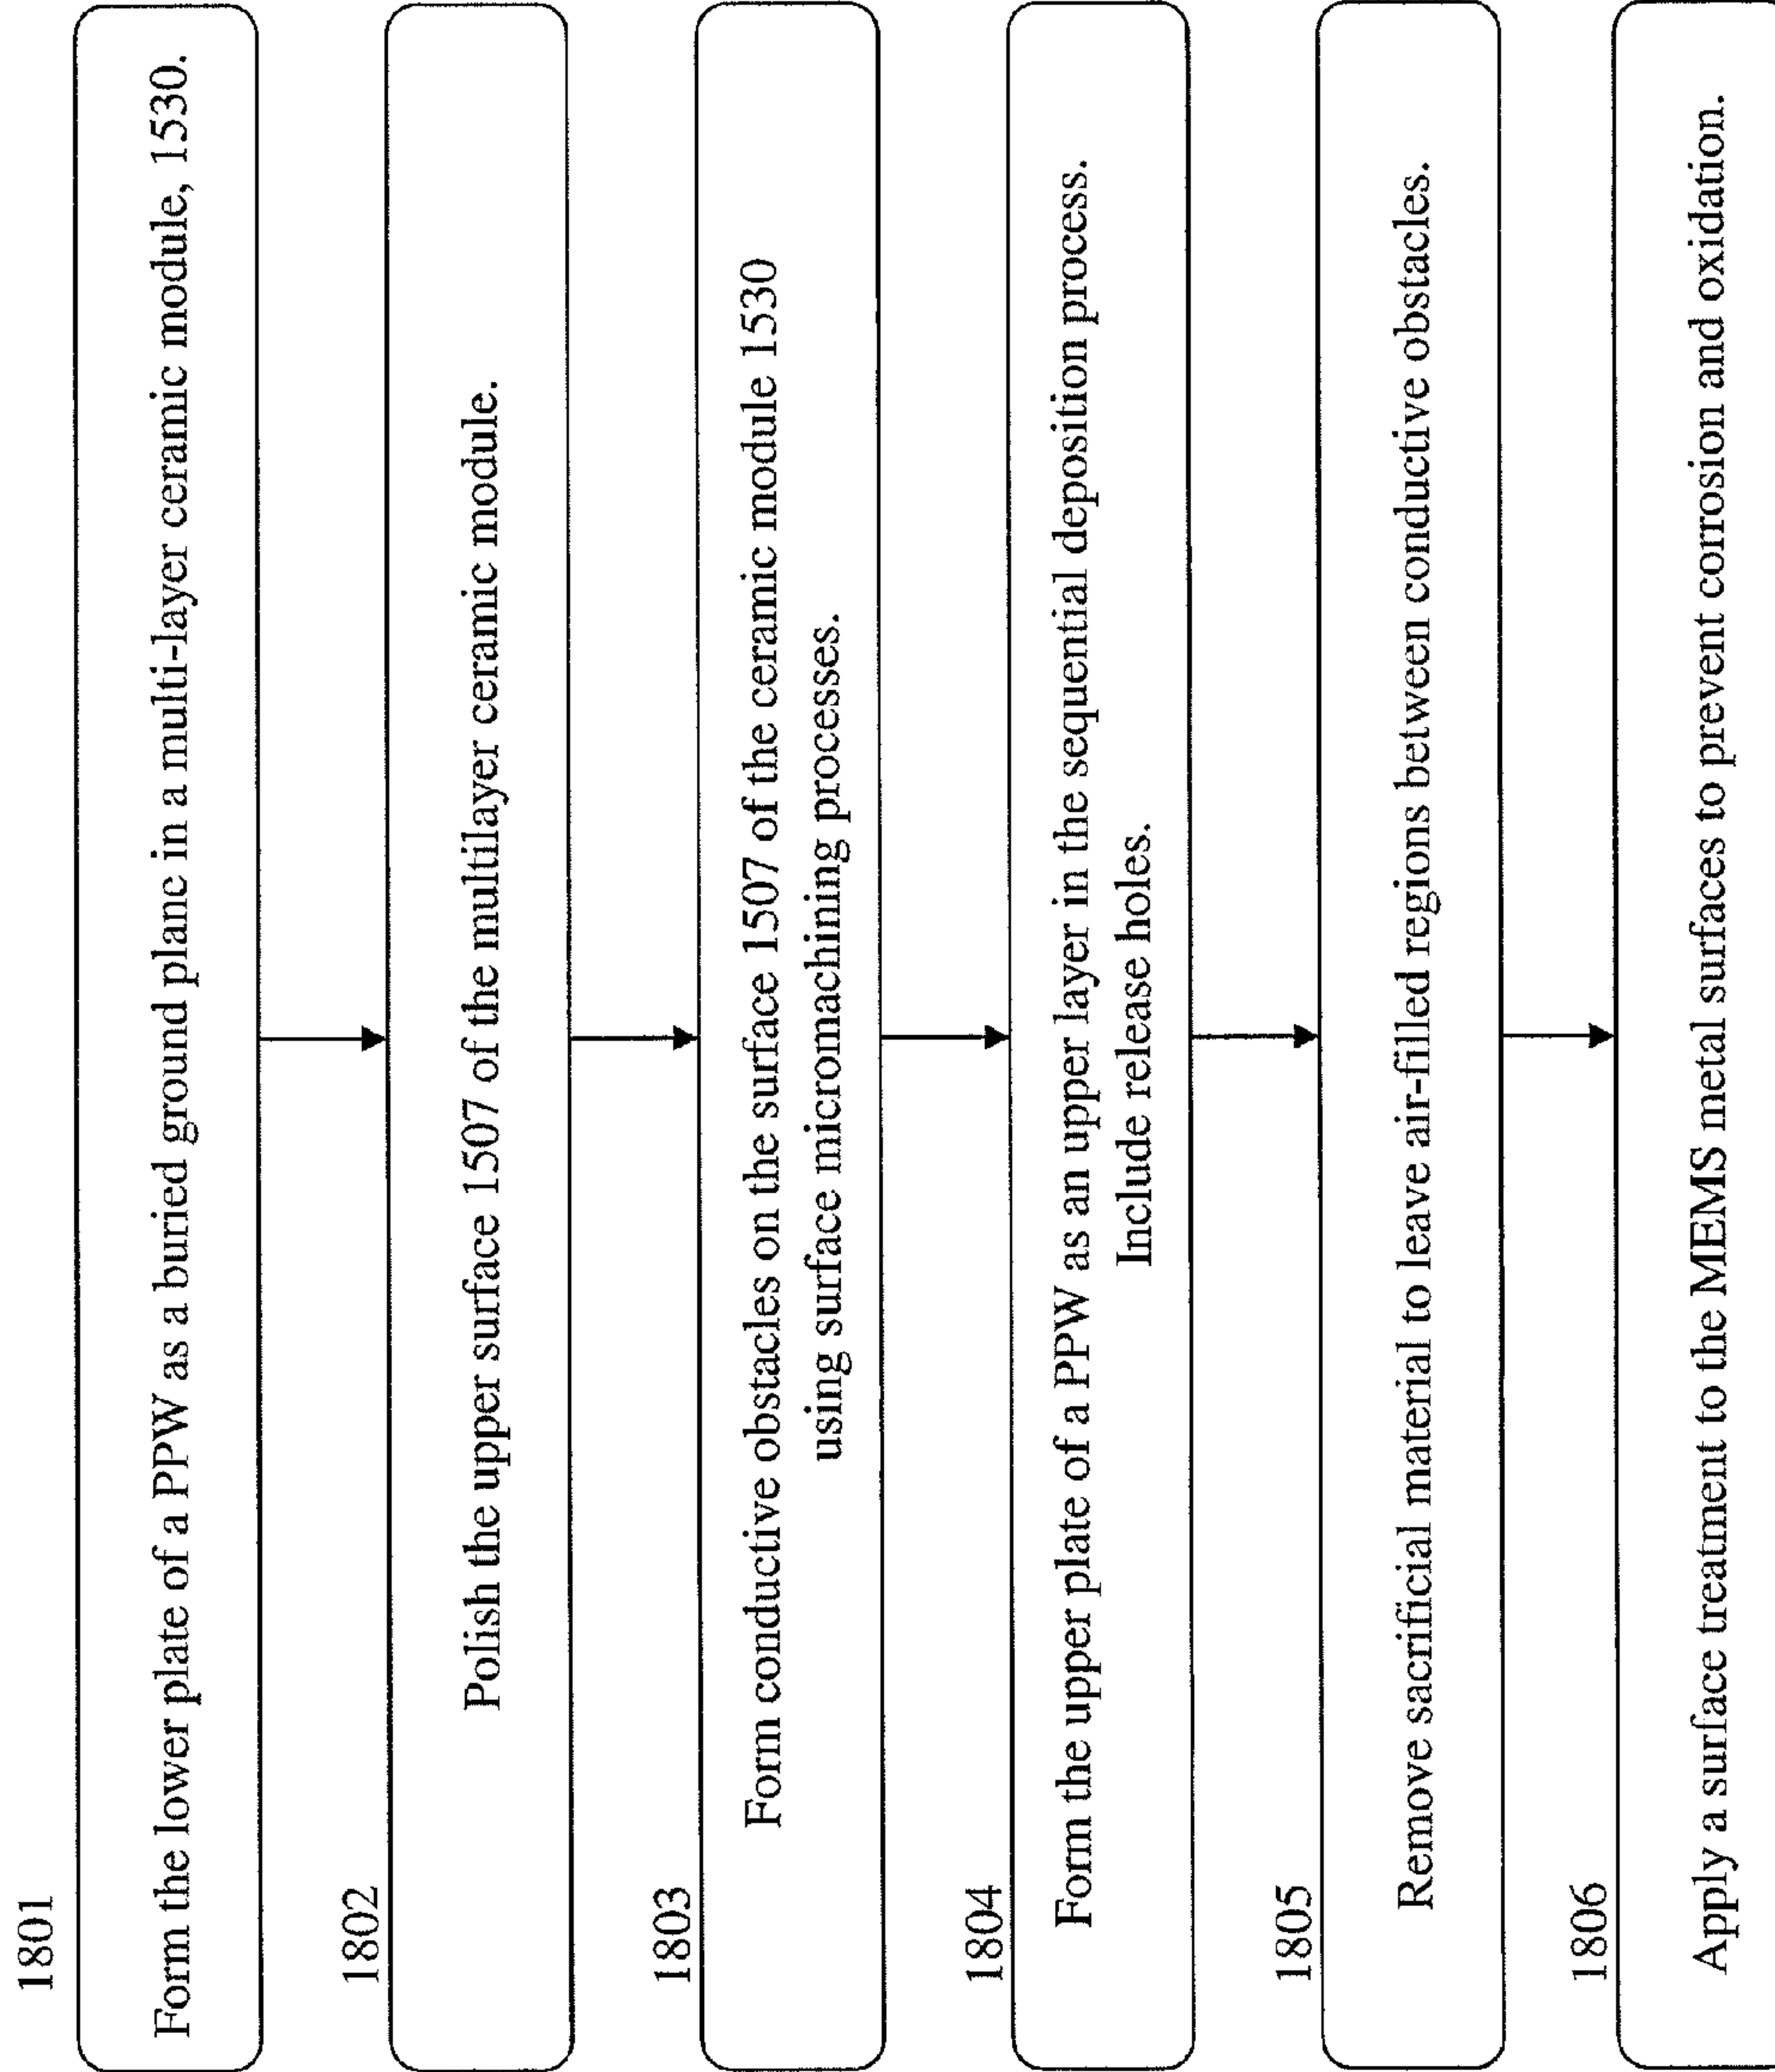 1801
Form the lower plate of a PPW as a buried ground plane in a multi-layer ceramic module, 1530.
1802
Polish the upper surface 1507 of the multilayer ceramic module.
1803
Form conductive obstacles on the surface 1507 of the ceramic module 1530
using surface micromachining processes.
1804
Form the upper plate of a PPW as an upper layer in the sequential deposition process.
Include release holes.
1805
Remove sacrificial material to leave air-filled regions between conductive obstacles.
1806
Apply a surface treatment to the MEMS metal surfaces to prevent corrosion and oxidation.